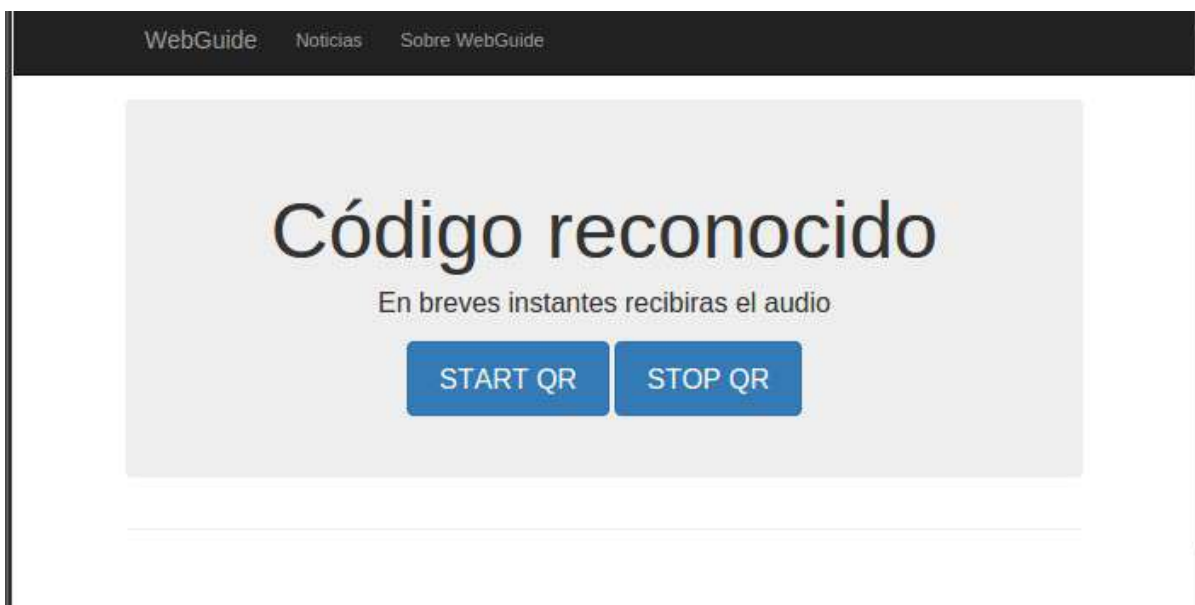 WebGuide Noticias Sobre WebGuide
Código reconocido
En breves instantes recibiras el audio
START QR STOP QR